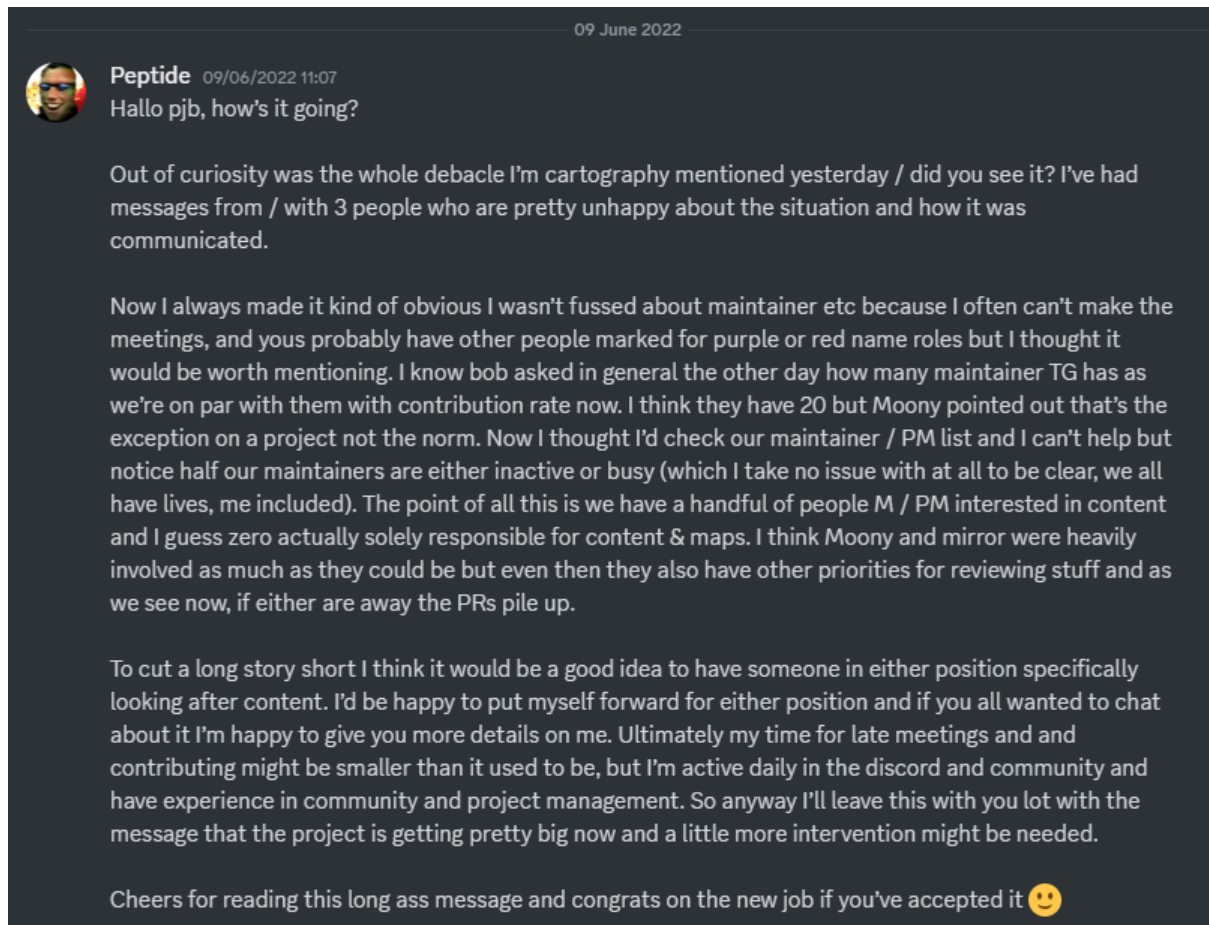 09 June 2022
Peptide 09/06/2022 11:07
Hallo pjb, how's it going?
Out of curiosity was the whole debacle I'm cartography mentioned yesterday / did you see it? I've had
messages from / with 3 people who are pretty unhappy about the situation and how it was
communicated.
Now I always made it kind of obvious I wasn't fussed about maintainer etc because I often can't make the
meetings, and yous probably have other people marked for purple or red name roles but I thought it
would be worth mentioning. I know bob asked in general the other day how many maintainer TG has as
we're on par with them with contribution rate now. I think they have 20 but Moony pointed out that's the
exception on a project not the norm. Now I thought I'd check our maintainer / PM list and I can't help but
notice half our maintainers are either inactive or busy (which I take no issue with at all to be clear, we all
have lives, me included). The point of all this is we have a handful of people M / PM interested in content
and I guess zero actually solely responsible for content & maps. I think Moony and mirror were heavily
involved as much as they could be but even then they also have other priorities for reviewing stuff and as
we see now, if either are away the PRs pile up.
To cut a long story short I think it would be a good idea to have someone in either position specifically
looking after content. I'd be happy to put myself forward for either position and if you all wanted to chat
about it I'm happy to give you more details on me. Ultimately my time for late meetings and and
contributing might be smaller than it used to be, but I'm active daily in the discord and community and
have experience in community and project management. So anyway I'll leave this with you lot with the
message that the project is getting pretty big now and a little more intervention might be needed.
Cheers for reading this long ass message and congrats on the new job if you've accepted it 🙂